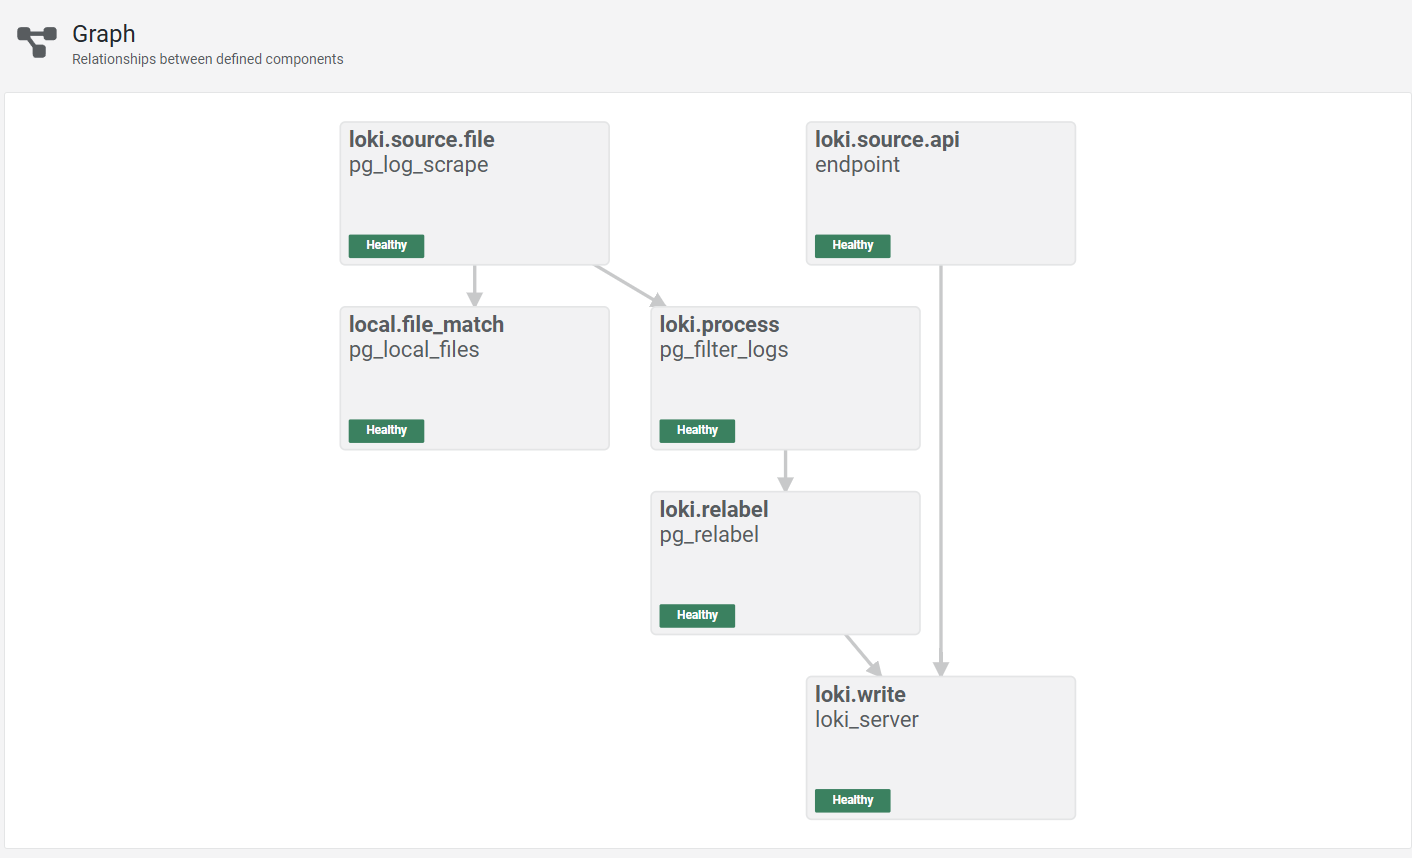 Graph
Relationships between defined components
loki.source.file
pg_log_scrape
Healthy
loki.source.api
endpoint
Healthy
local.file_match
pg_local_files
Healthy
loki.process
pg_filter_logs
Healthy
loki.relabel
pg_relabel
Healthy
loki.write
loki_server
Healthy